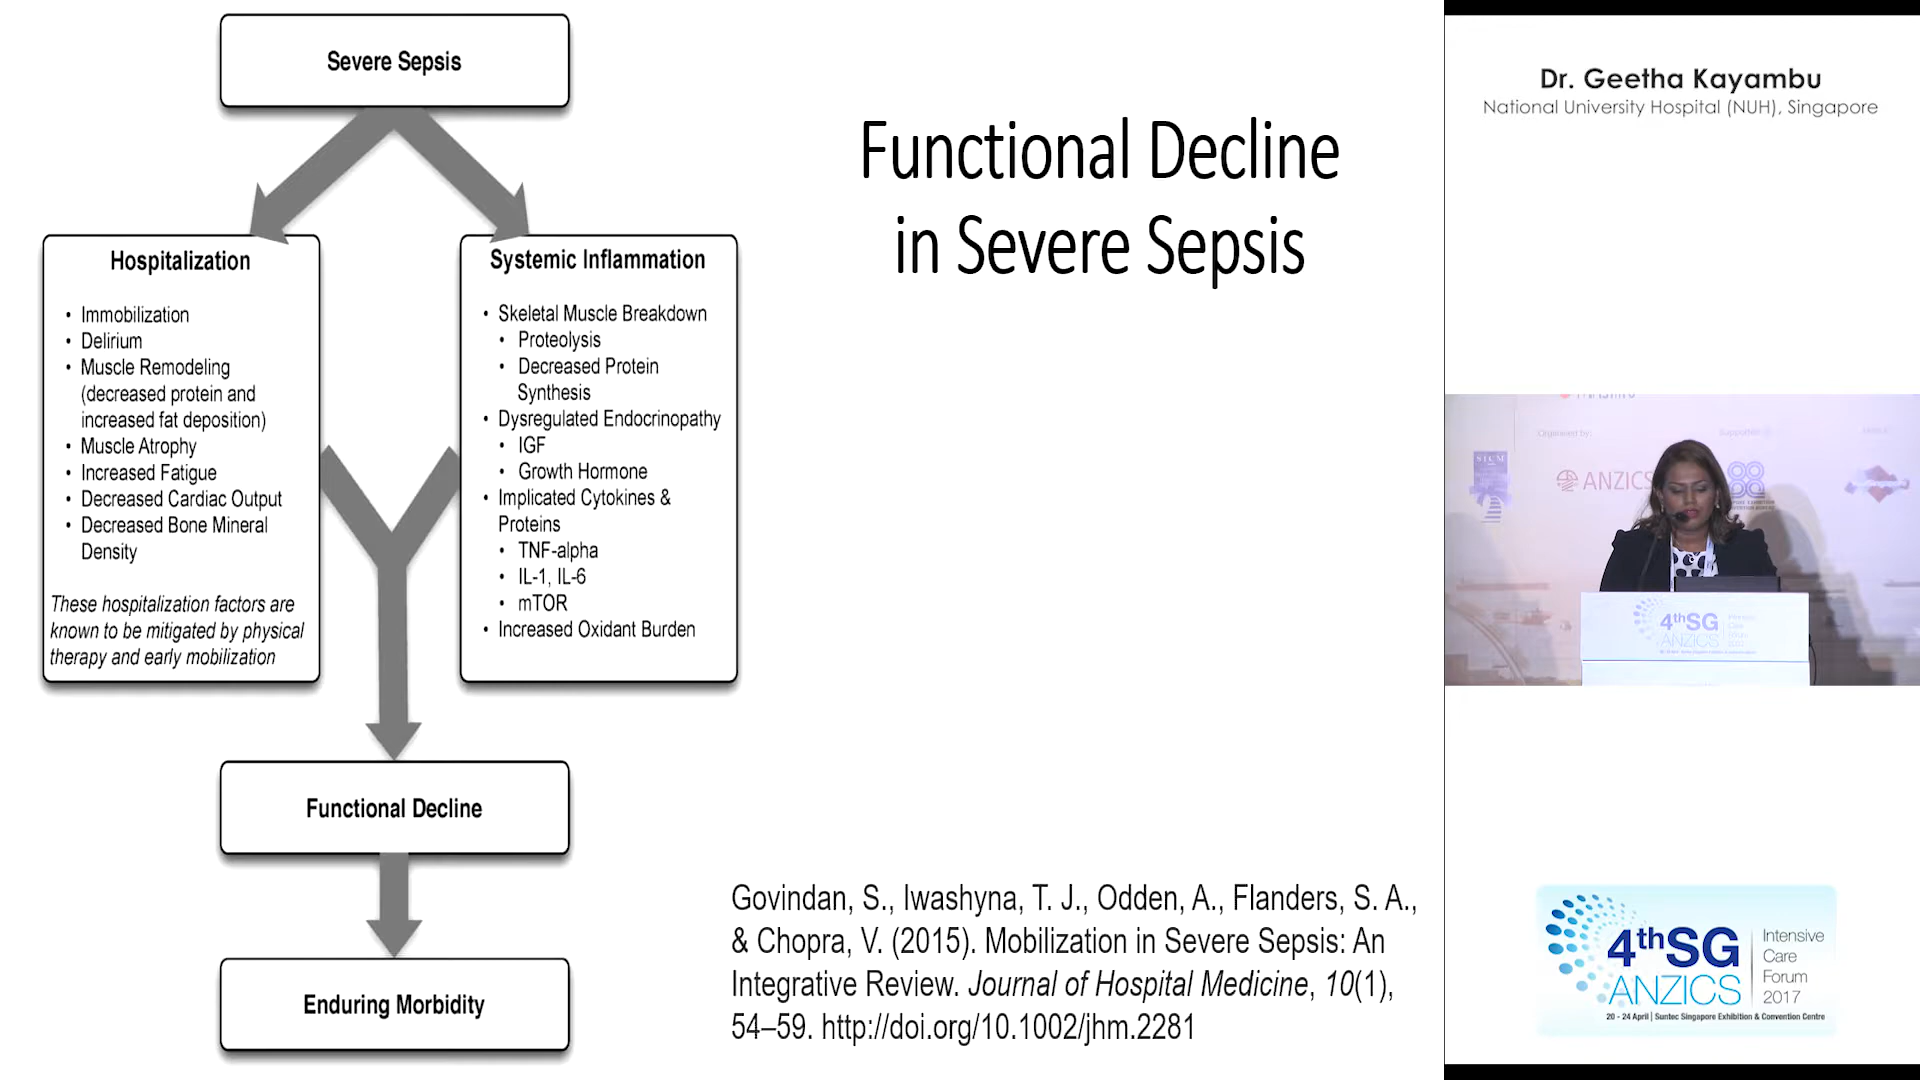 Severe Sepsis
Hospitalization
• Immobilization
• Delirium
• Muscle Remodeling
(decreased protein and
increased fat deposition)
• Muscle Atrophy
• Increased Fatigue
• Decreased Cardiac Output
• Decreased Bone Mineral
Density
These hospitalization factors are
known to be mitigated by physical
therapy and early mobilization
Systemic Inflammation
• Skeletal Muscle Breakdown
• Proteolysis
• Decreased Protein
Synthesis
• Dysregulated Endocrinopathy
• IGF
• Growth Hormone
• Implicated Cytokines &
Proteins
• TNF-alpha
• IL-1, IL-6
• mTOR
• Increased Oxidant Burden
Functional Decline
Enduring Morbidity
Functional Decline
in Severe Sepsis
Govindan, S., Iwashyna, T. J., Odden, A., Flanders, S. A.,
& Chopra, V. (2015). Mobilization in Severe Sepsis: An
Integrative Review. Journal of Hospital Medicine, 10(1),
54–59. http://doi.org/10.1002/jhm.2281
Dr. Geetha Kayambu
National University Hospital (NUH), Singapore
Organised by:
SICM
ANZICS
4thSG
ANZICS
4thSG
ANZICS
Intensive
Care
Forum
2017
20 - 24 April | Suntec Singapore Exhibition & Convention Centre